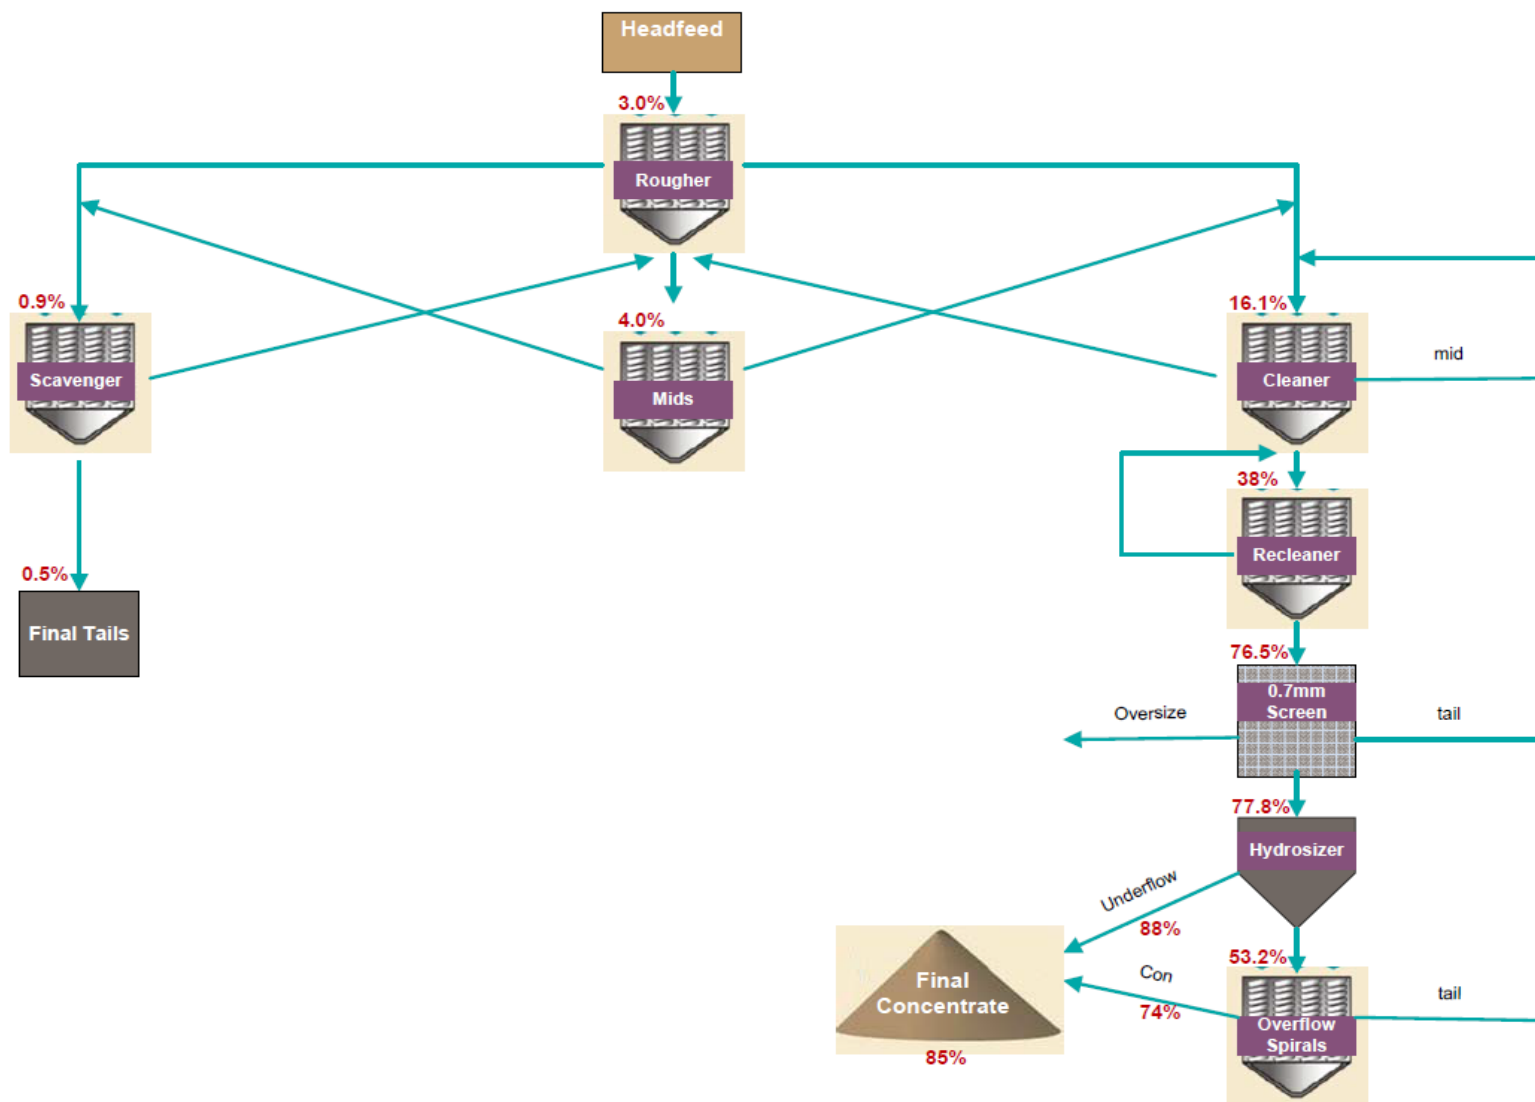 Headfeed
3.0%
Rougher
0.9%
4.0%
16.1%
Scavenger
Mids
Cleaner
mid
38%
Recleaner
0.5%
Final Tails
76.5%
0.7mm
Screen
Oversize
tail
77.8%
Hydrosizer
Underflow
88%
53.2%
Con
74%
Final
Concentrate
85%
Overflow
Spirals
tail